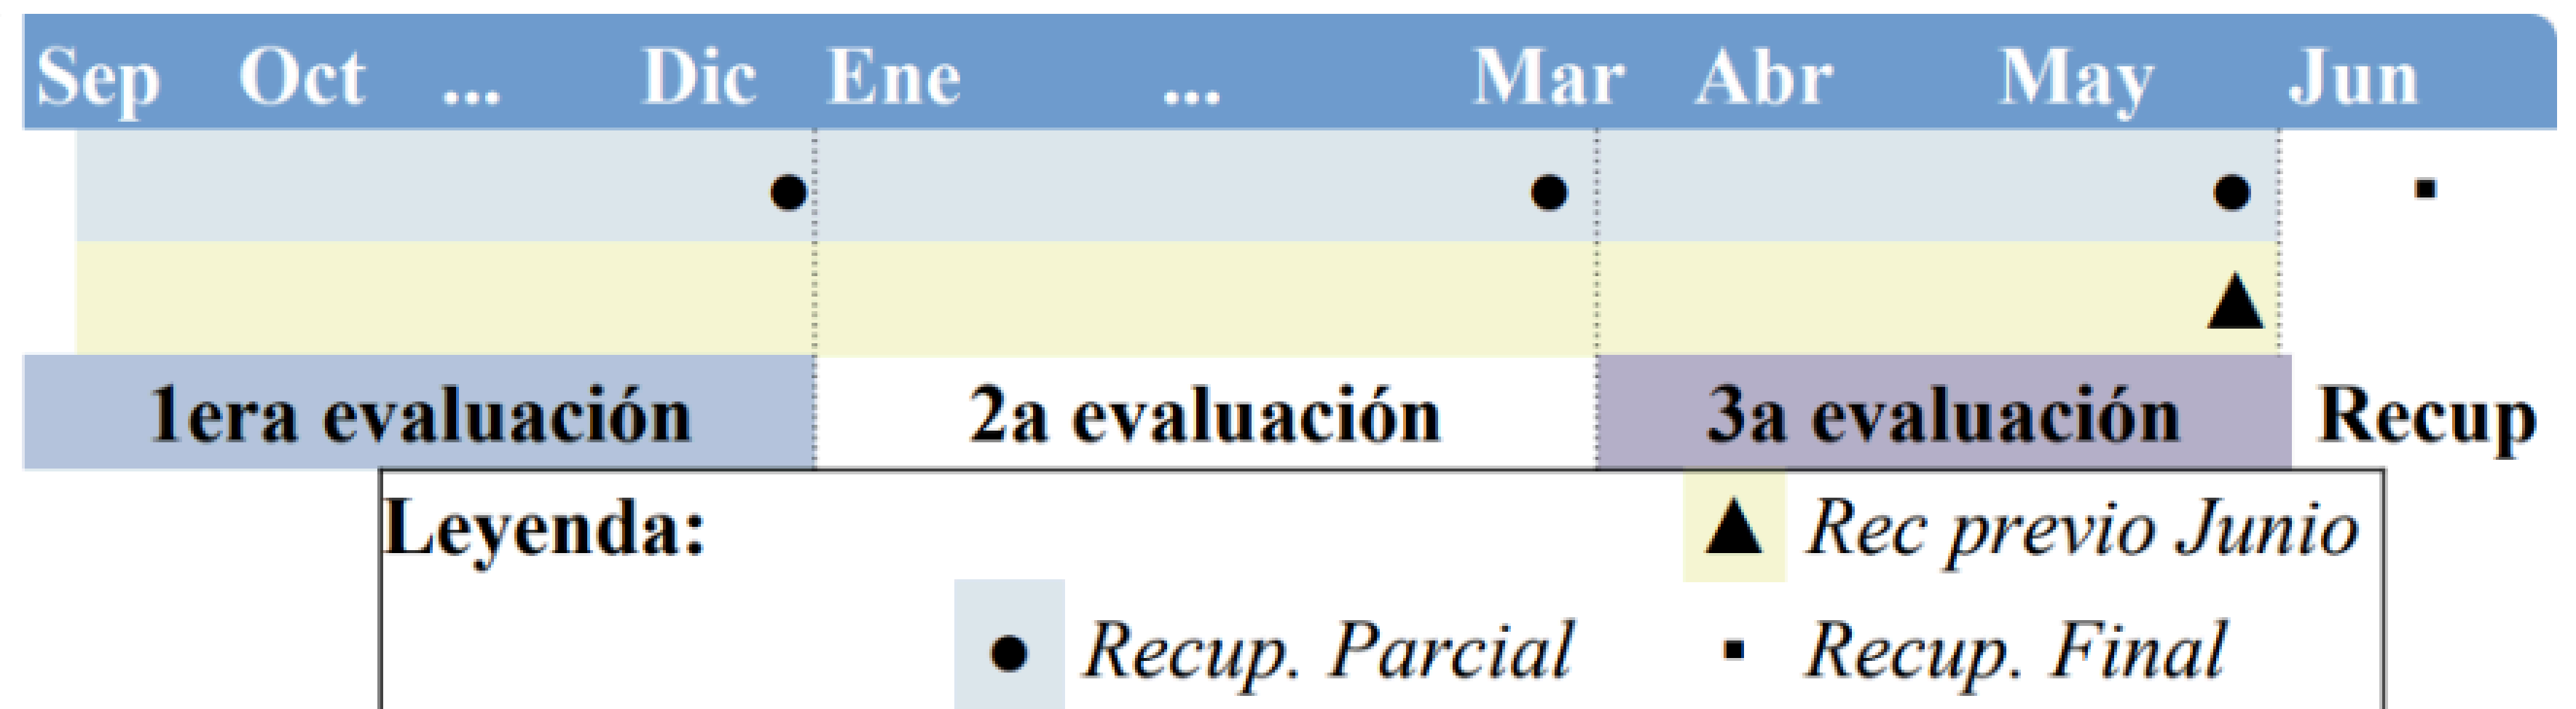 Sep Oct ... Dic Ene ... Mar Abr May Jun
1era evaluación 2a evaluación 3a evaluación Recup
Leyenda: Rec previo Junio
Recup. Parcial Recup. Final